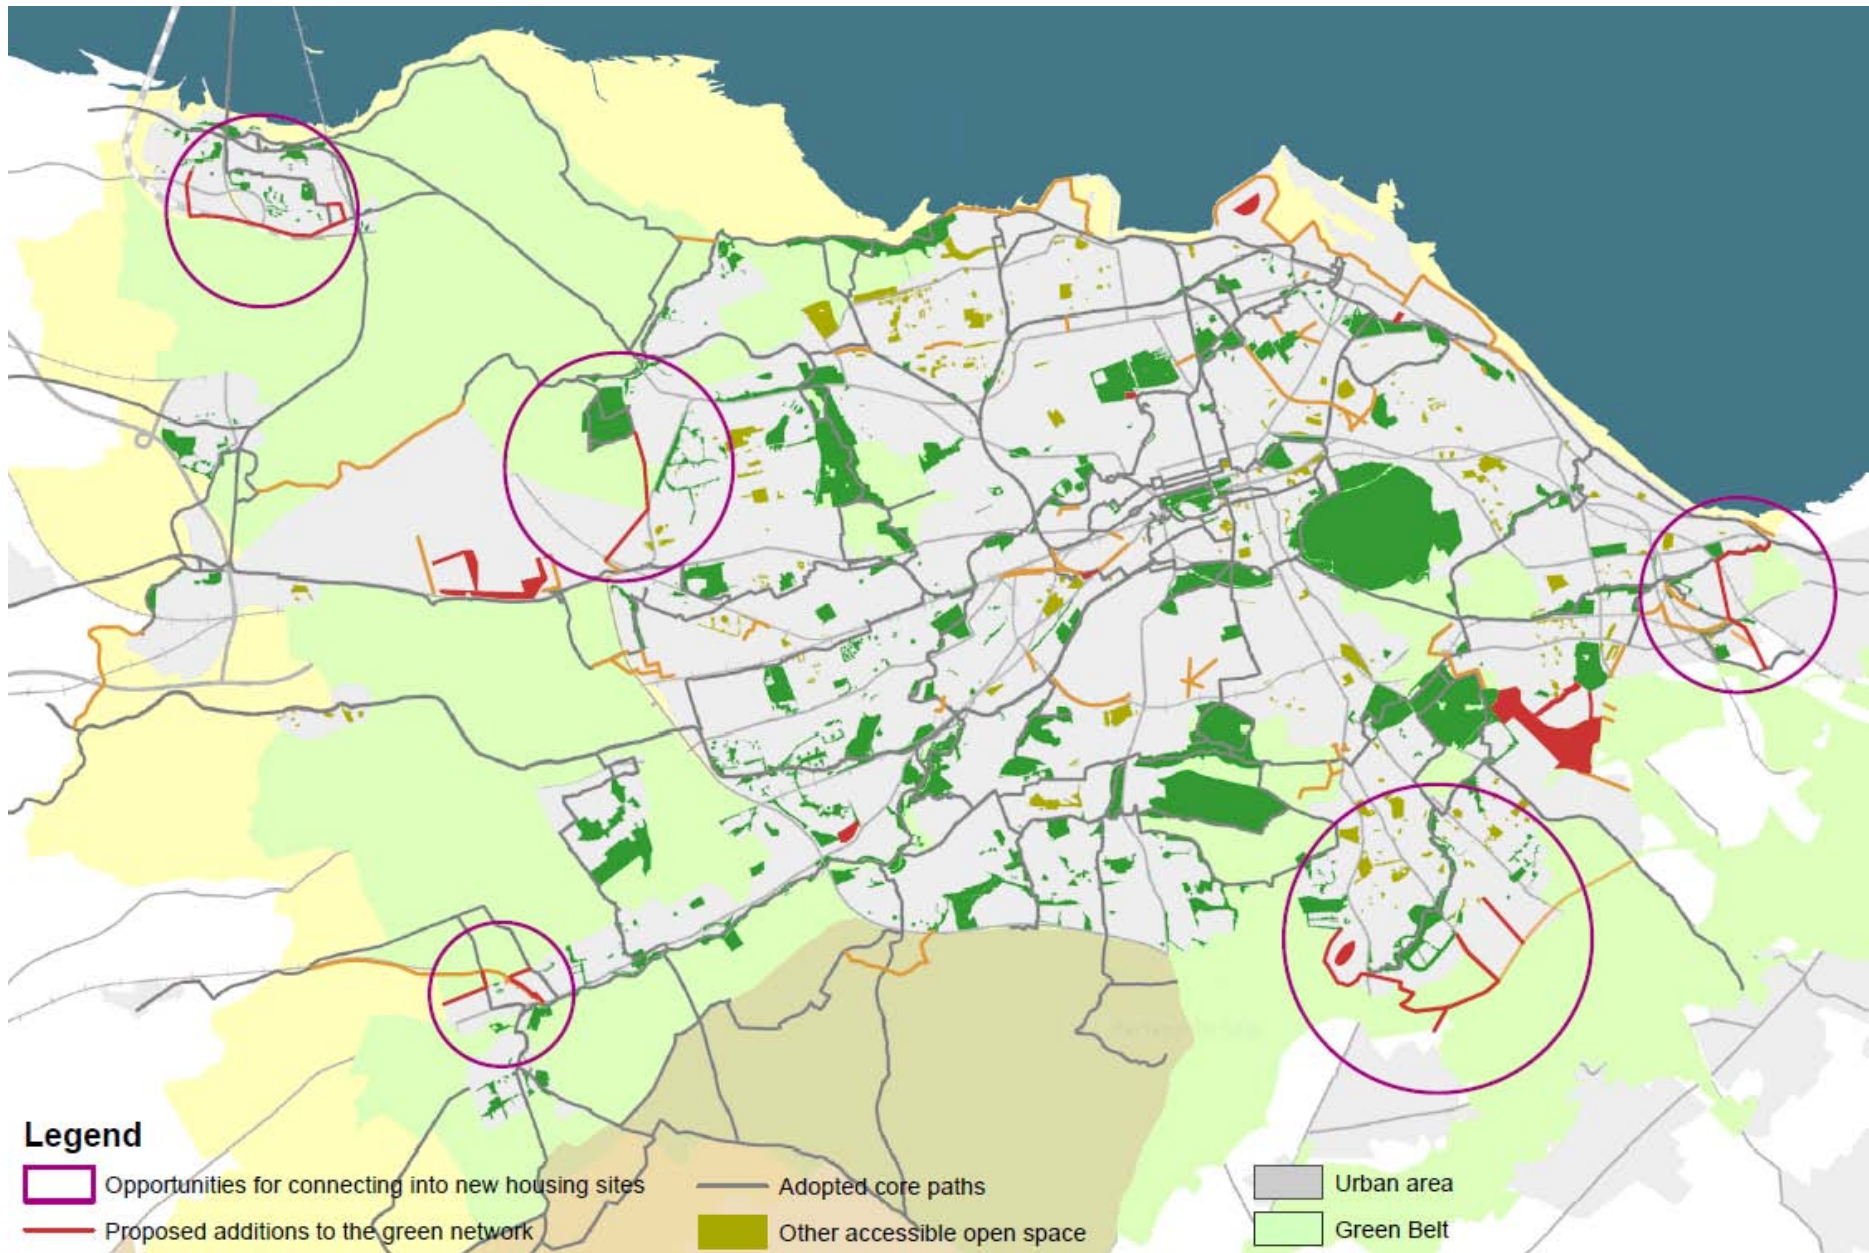 Legend
Opportunities for connecting into new housing sites
Proposed additions to the green network
Adopted core paths
Other accessible open space
Urban area
Green Belt